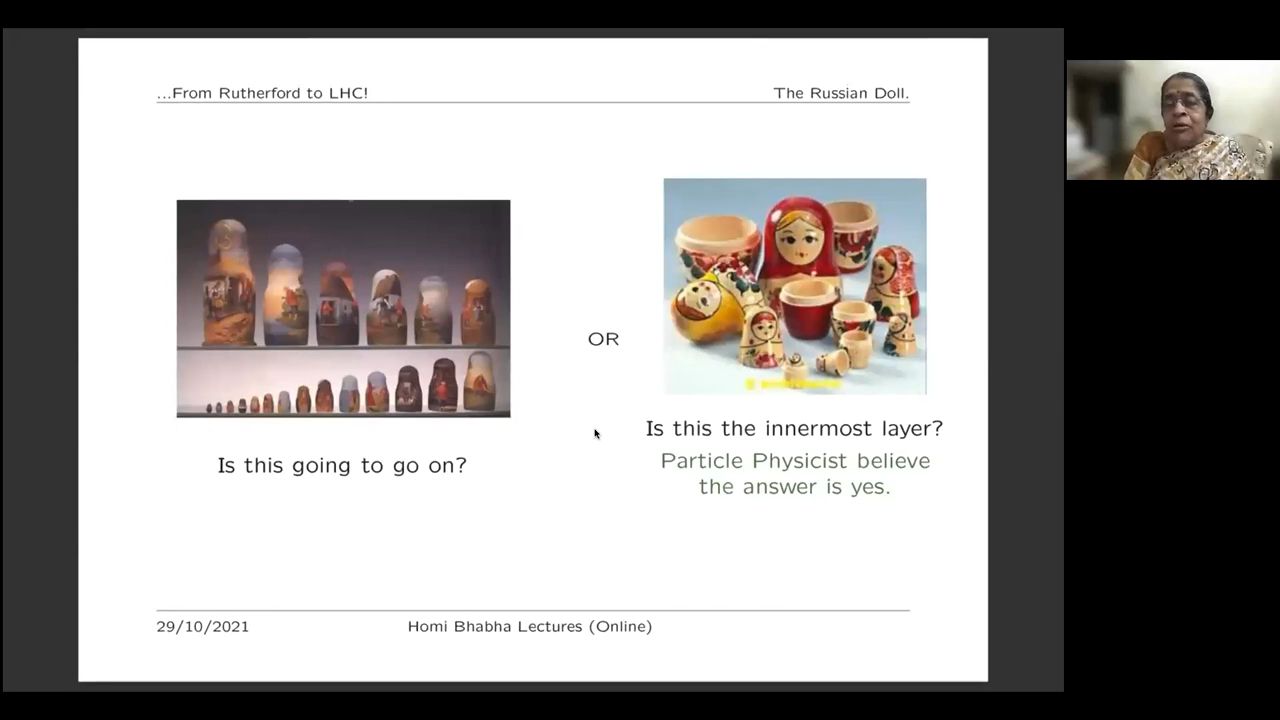 ...From Rutherford to LHC!
The Russian Doll.
OR
Is this going to go on?
Is this the innermost layer?
Particle Physicist believe
the answer is yes.
29/10/2021
Homi Bhabha Lectures (Online)